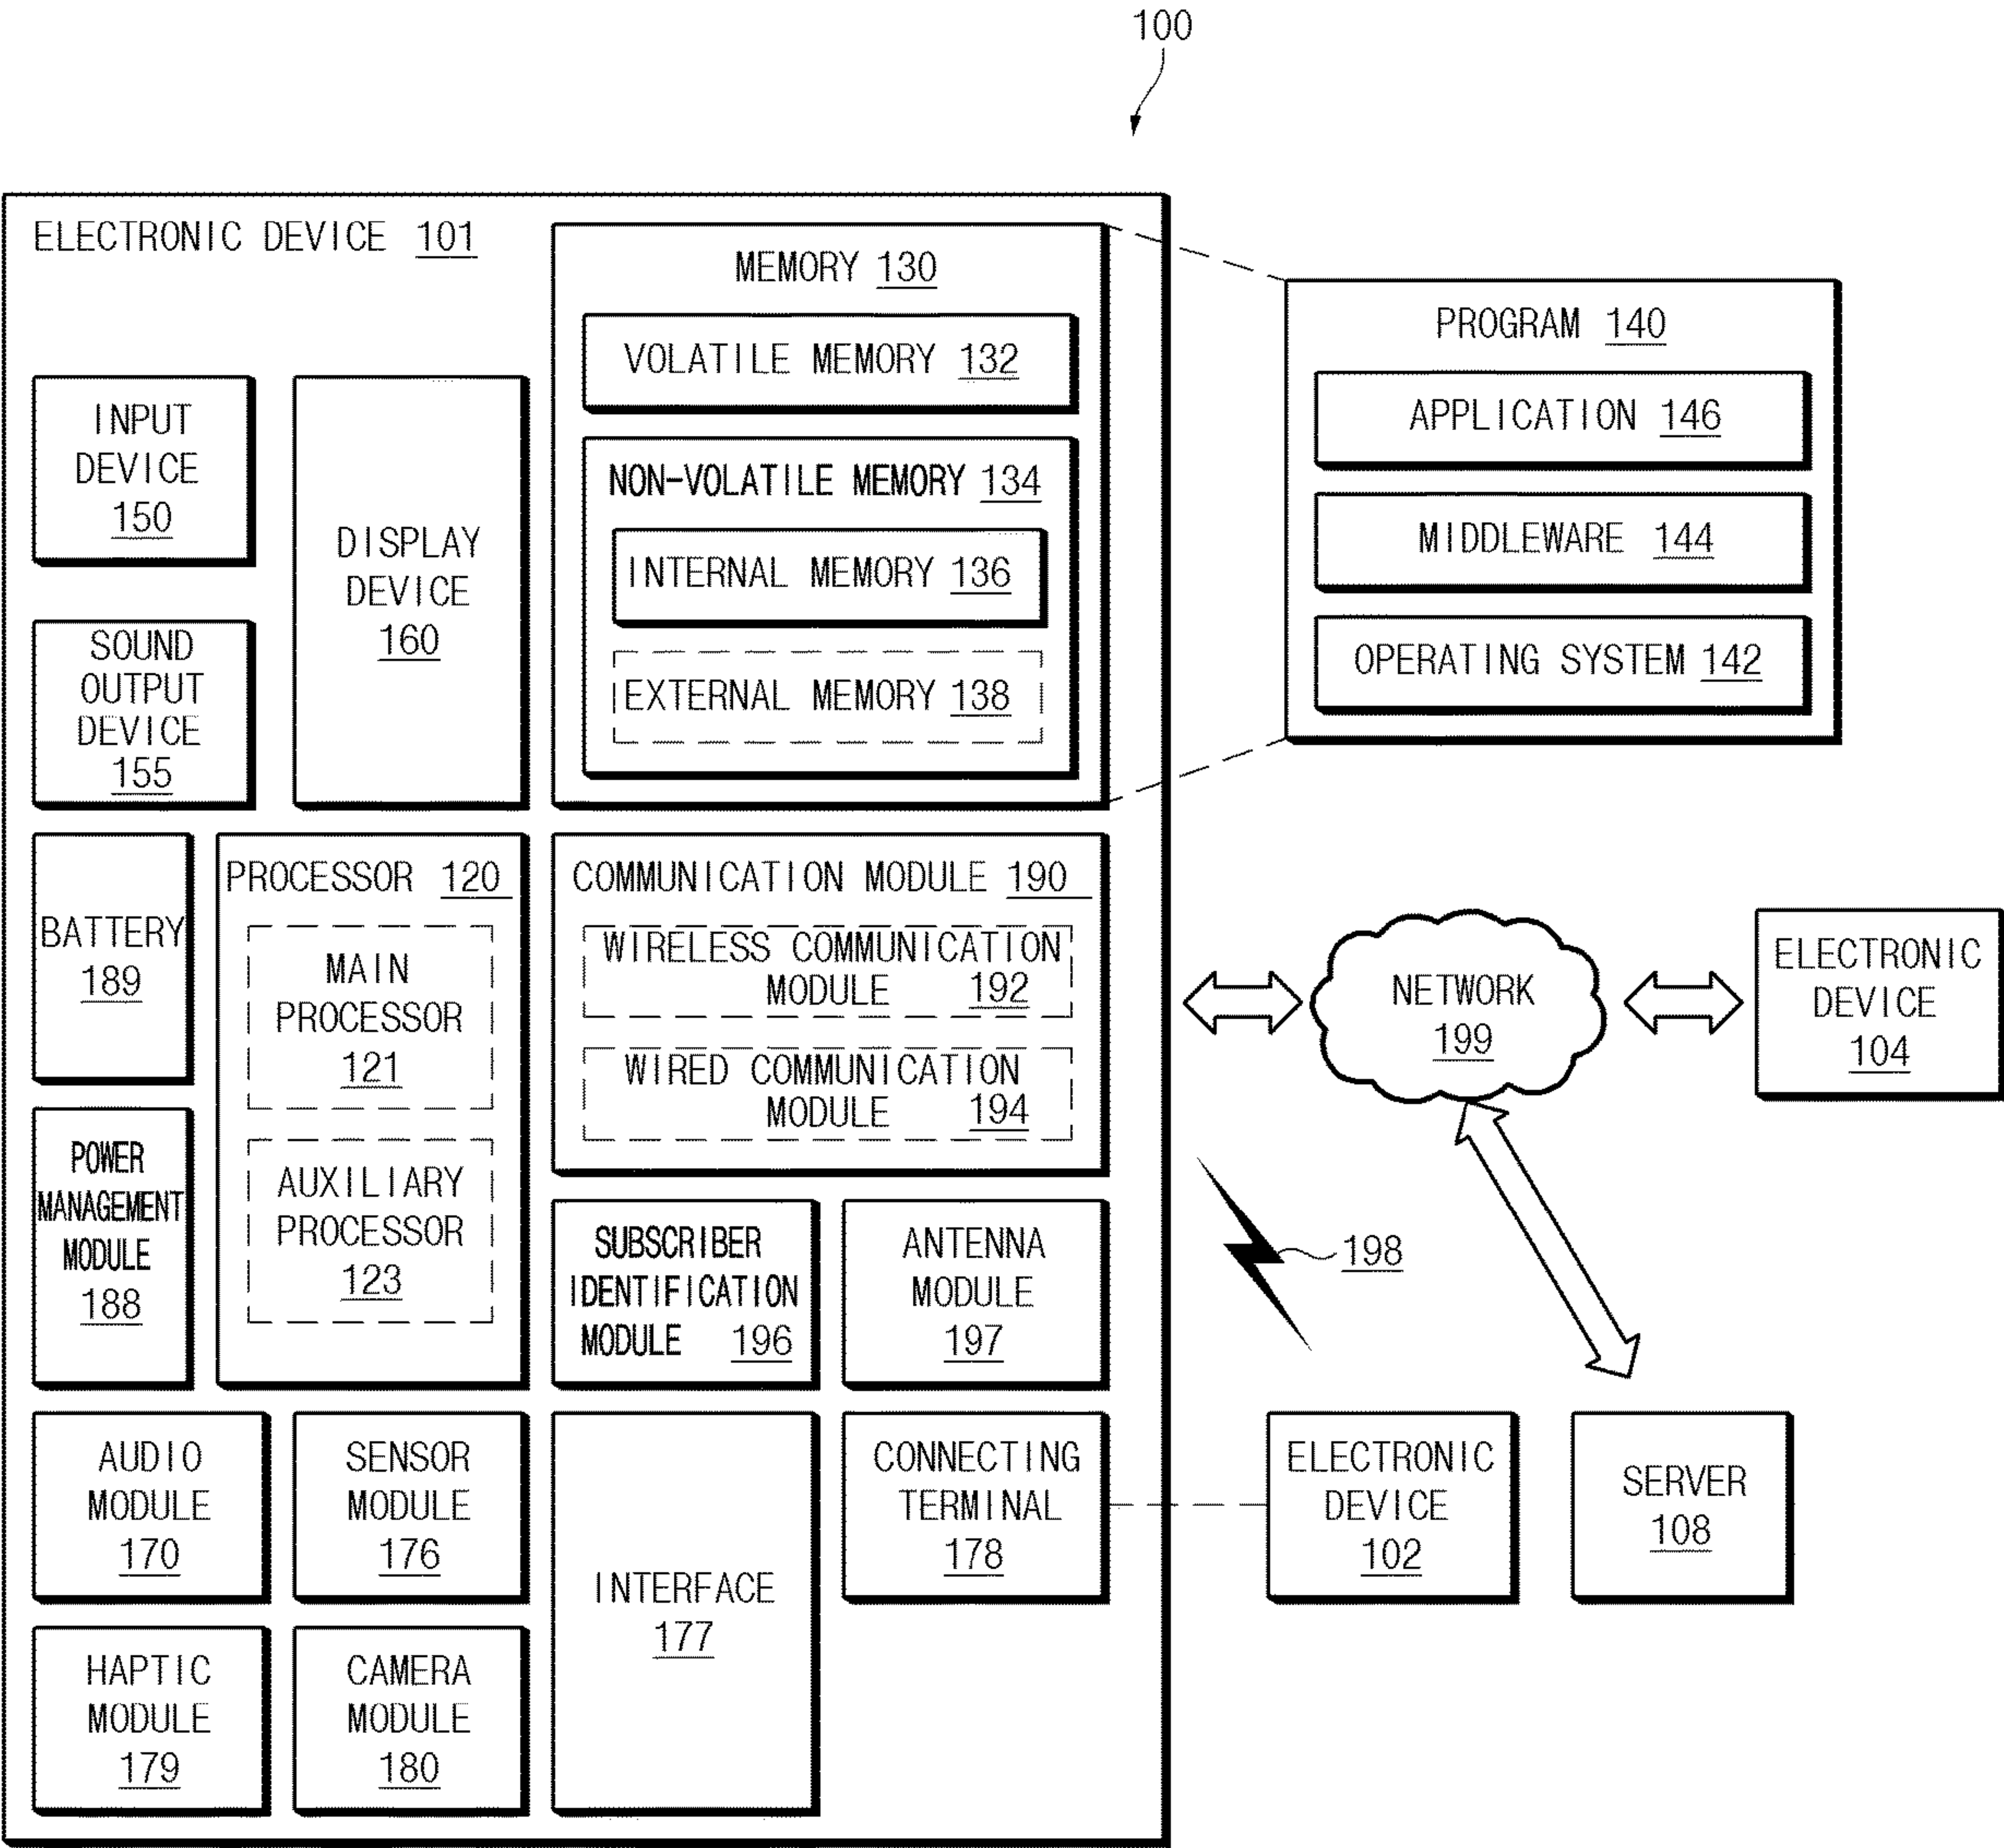 100
ELECTRONIC DEVICE 101
MEMORY 130
VOLATILE MEMORY 132
NON-VOLATILE MEMORY 134
INTERNAL MEMORY 136
EXTERNAL MEMORY 138
PROGRAM 140
APPLICATION 146
MIDDLEWARE 144
OPERATING SYSTEM 142
INPUT
DEVICE
150
DISPLAY
DEVICE
160
SOUND
OUTPUT
DEVICE
155
BATTERY
189
PROCESSOR 120
MAIN
PROCESSOR
121
AUXILIARY
PROCESSOR
123
COMMUNICATION MODULE 190
WIRELESS COMMUNICATION
MODULE 192
WIRED COMMUNICATION
MODULE 194
NETWORK
199
ELECTRONIC
DEVICE
104
POWER
MANAGEMENT
MODULE
188
SUBSCRIBER
IDENTIFICATION
MODULE 196
ANTENNA
MODULE
197
198
AUDIO
MODULE
170
SENSOR
MODULE
176
INTERFACE
177
CONNECTING
TERMINAL
178
ELECTRONIC
DEVICE
102
SERVER
108
HAPTIC
MODULE
179
CAMERA
MODULE
180